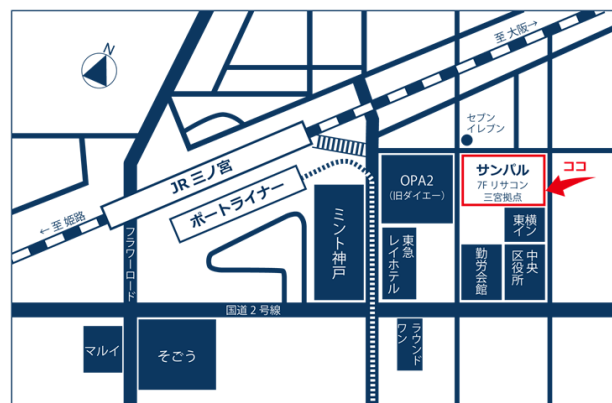 N
至 大阪→
セブン
イレブン
JR 三ノ宮
ポートライナー
← 至 姫路
フラワーロード
ミント神戸
OPA2
（旧ダイエー）
サンパル
7F リサコン
三宮拠点
ココ
東横
イン
東急
レイホテル
勤労会館
中央
区役所
国道 2 号線
マルイ
そごう
ラウンド
ワン